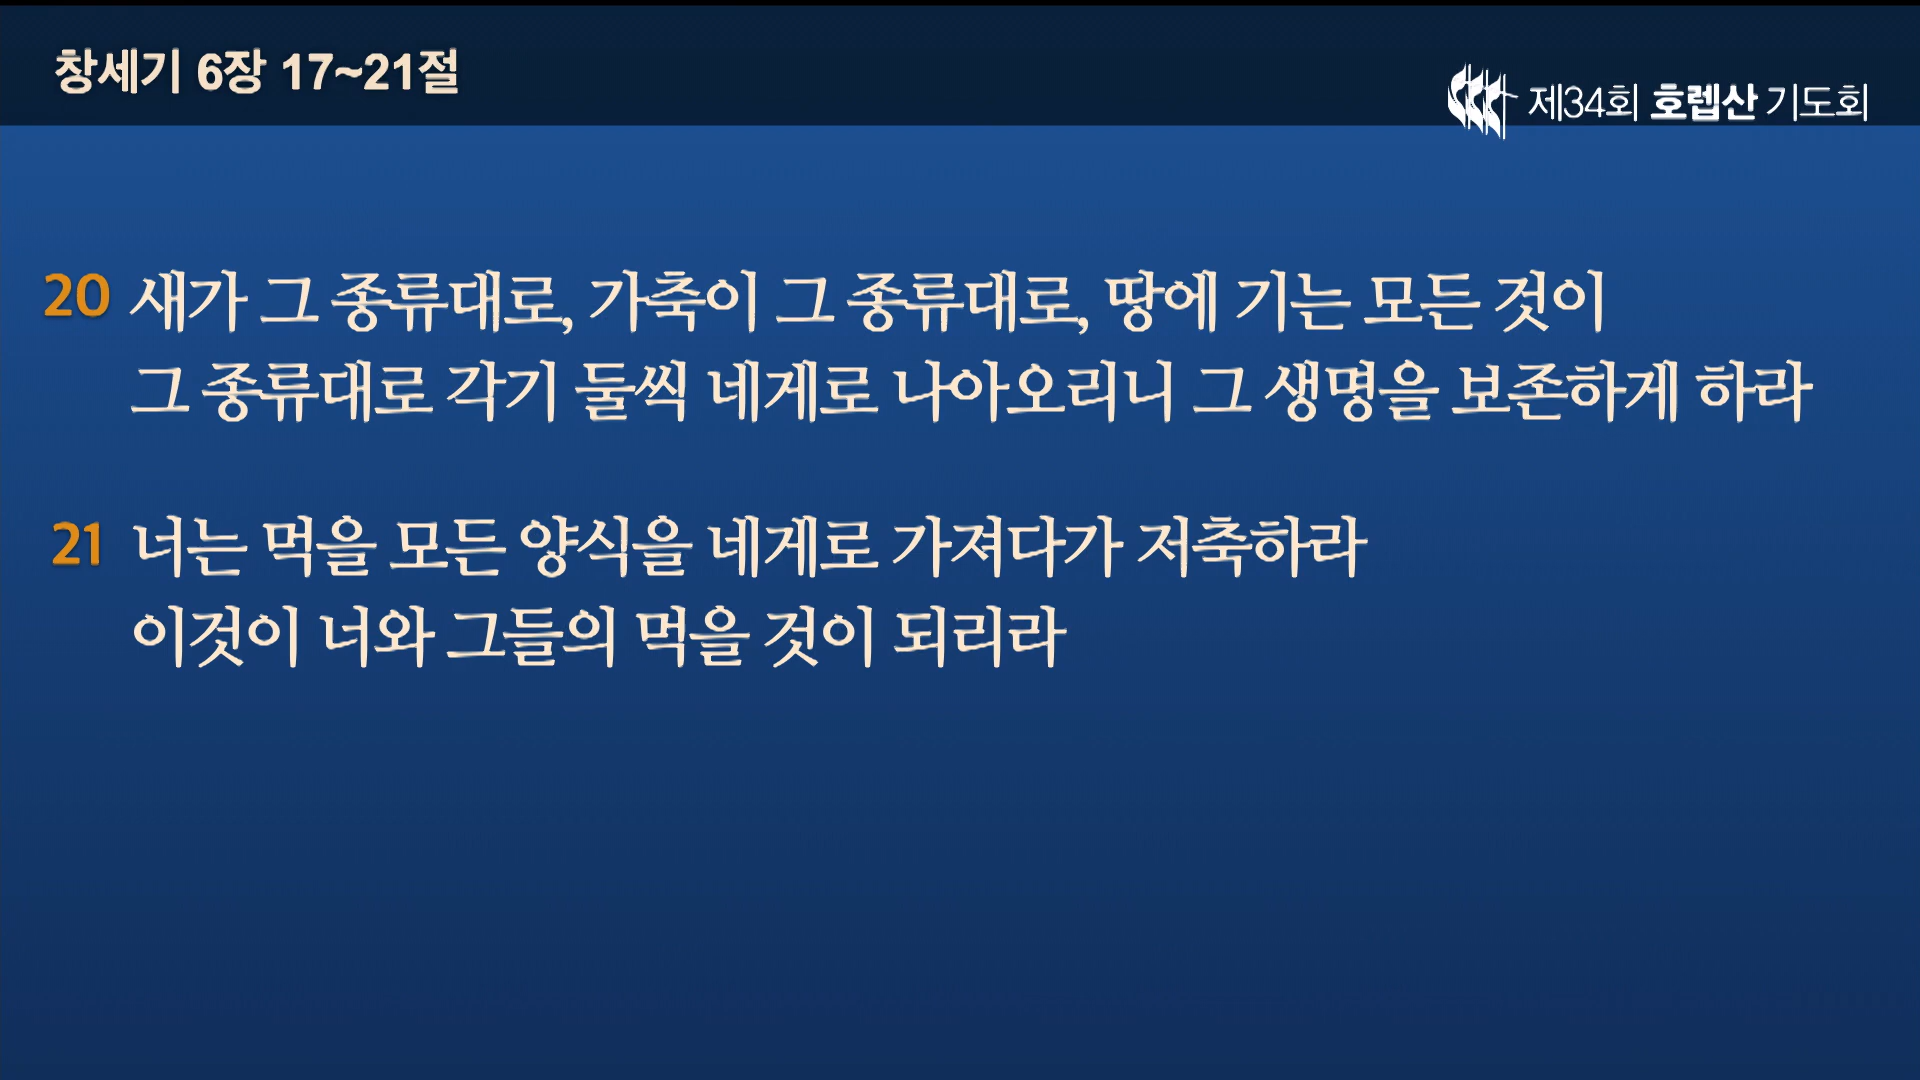 창세기 6장 17~21절
제34회 호렙산 기도회
20 새가 그 종류대로, 가축이 그 종류대로, 땅에 기는 모든 것이
그 종류대로 각기 둘씩 네게로 나아오리니 그 생명을 보존하게 하라
21 너는 먹을 모든 양식을 네게로 가져다가 저축하라
이것이 너와 그들의 먹을 것이 되리라